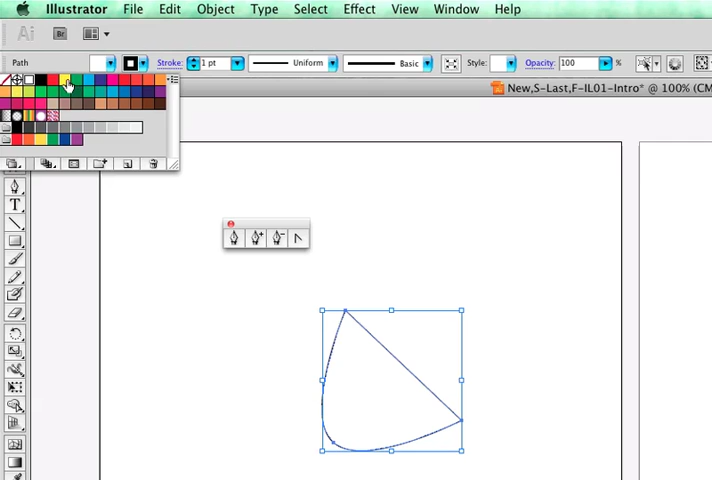 Illustrator File Edit Object Type Select Effect View Window Help
Ai Br
Path Stroke: 1 pt Uniform Basic Style: Opacity: 100 %
New,S-Last,F-IL01-Intro* @ 100% (CM
T